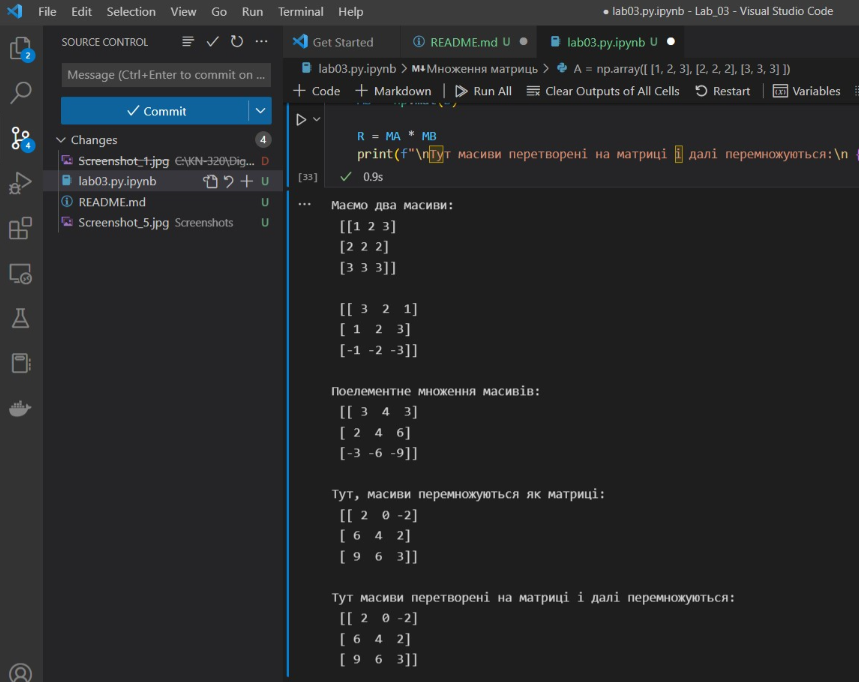 File Edit Selection View Go Run Terminal Help ● lab03.py.ipynb - Lab_03 - Visual Studio Code
SOURCE CONTROL
Get Started README.md U ● lab03.py.ipynb U ●
lab03.py.ipynb > M↓Множення матриць > A = np.array([ [1, 2, 3], [2, 2, 2], [3, 3, 3] ])
Message (Ctrl+Enter to commit on ...
+ Code + Markdown Run All Clear Outputs of All Cells Restart Variables
Commit
Changes 4
Screenshot_1.jpg C:\KN-320\Dig... D
lab03.py.ipynb U
README.md U
Screenshot_5.jpg Screenshots U
2
4
R = MA * MB
print(f"\nТут масиви перетворені на матриці і далі перемножуються:\n {
[33] 0.9s
... Маємо два масиви:
[[1 2 3]
[2 2 2]
[3 3 3]]
[[ 3 2 1]
[ 1 2 3]
[-1 -2 -3]]
Поелементне множення масивів:
[[ 3 4 3]
[ 2 4 6]
[-3 -6 -9]]
Тут, масиви перемножуються як матриці:
[[ 2 0 -2]
[ 6 4 2]
[ 9 6 3]]
Тут масиви перетворені на матриці і далі перемножуються:
[[ 2 0 -2]
[ 6 4 2]
[ 9 6 3]]